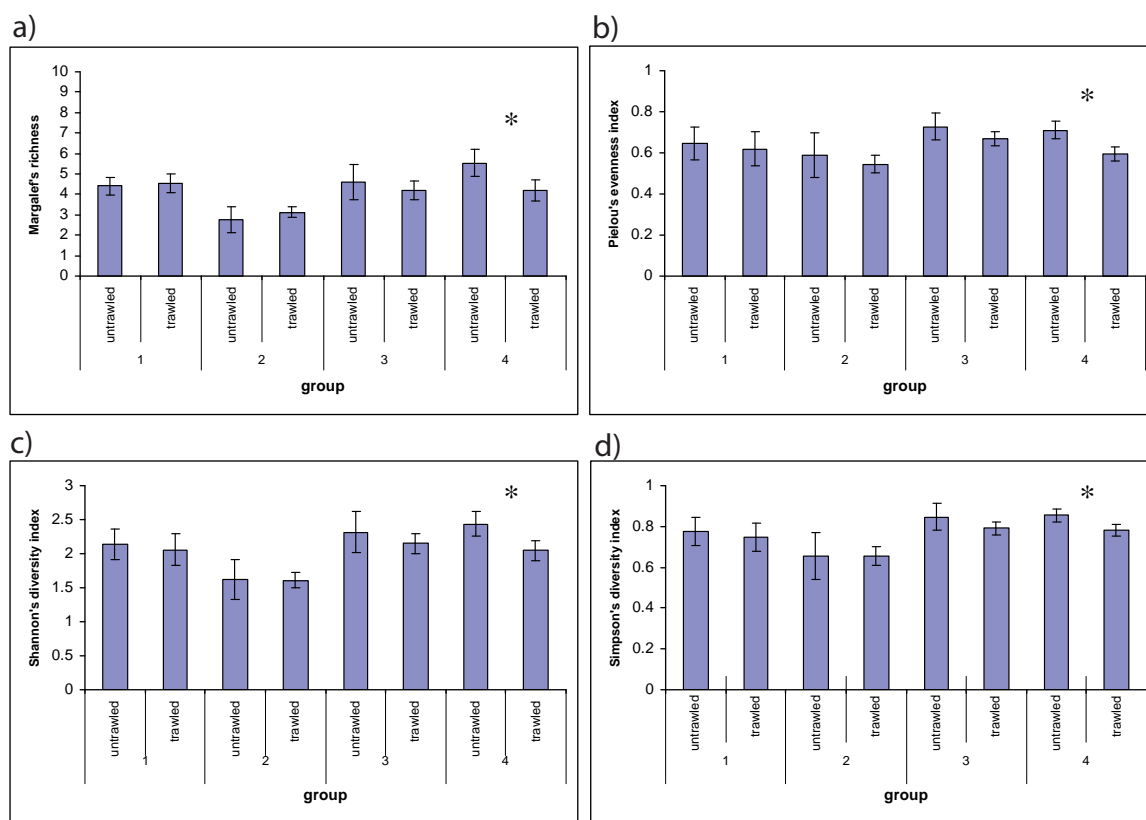 a)
Margalef's richness
10
9
8
7
6
5
4
3
2
1
0
*
untrawled trawled untrawled trawled untrawled trawled untrawled trawled
1 2 3 4
group
b)
Pielou's evenness index
1
0.8
0.6
0.4
0.2
0
*
untrawled trawled untrawled trawled untrawled trawled untrawled trawled
1 2 3 4
group
c)
Shannon's diversity index
3
2.5
2
1.5
1
0.5
0
*
untrawled trawled untrawled trawled untrawled trawled untrawled trawled
1 2 3 4
group
d)
Simpson's diversity index
1
0.8
0.6
0.4
0.2
0
*
untrawled trawled untrawled trawled untrawled trawled untrawled trawled
1 2 3 4
group